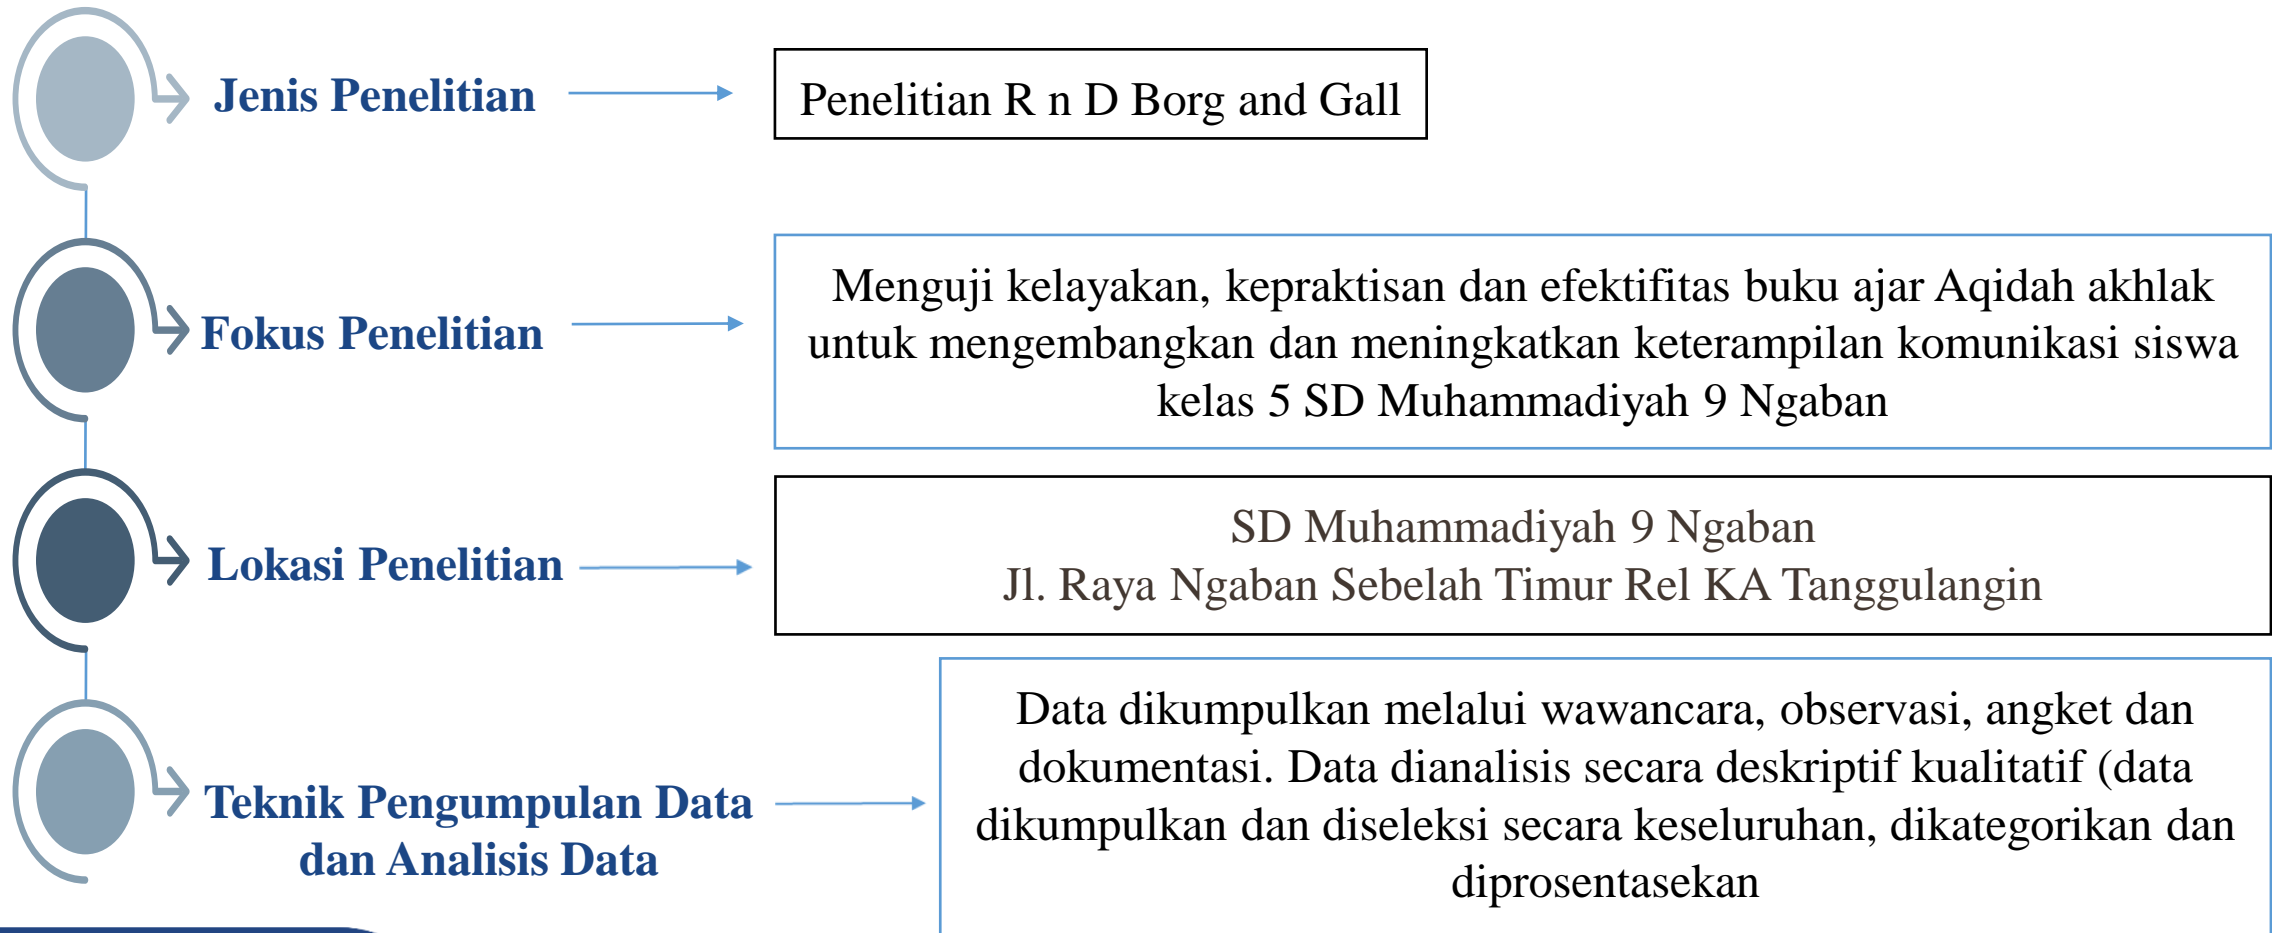 Jenis Penelitian
Penelitian R n D Borg and Gall
Fokus Penelitian
Menguji kelayakan, kepraktisan dan efektifitas buku ajar Aqidah akhlak
untuk mengembangkan dan meningkatkan keterampilan komunikasi siswa
kelas 5 SD Muhammadiyah 9 Ngaban
Lokasi Penelitian
SD Muhammadiyah 9 Ngaban
Jl. Raya Ngaban Sebelah Timur Rel KA Tanggulangin
Teknik Pengumpulan Data
dan Analisis Data
Data dikumpulkan melalui wawancara, observasi, angket dan
dokumentasi. Data dianalisis secara deskriptif kualitatif (data
dikumpulkan dan diseleksi secara keseluruhan, dikategorikan dan
diprosentasekan